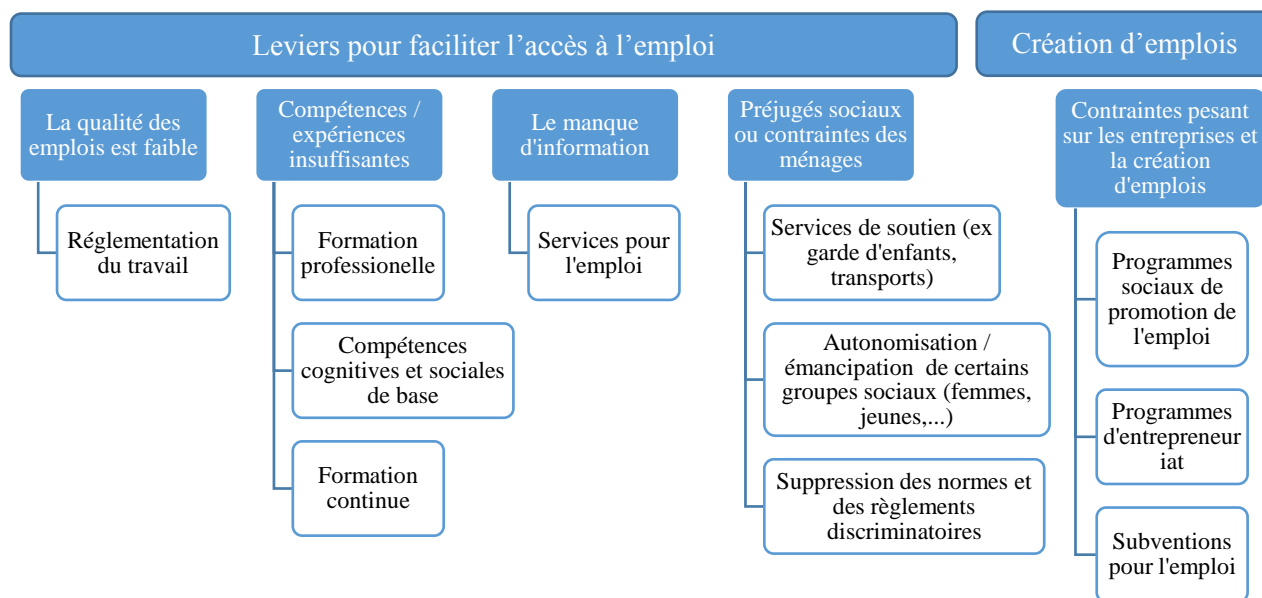 Leviers pour faciliter l’accès à l’emploi
Création d’emplois
La qualité des
emplois est faible
Réglementation
du travail
Compétences /
expériences
insuffisantes
Formation
professionelle
Compétences
cognitives et sociales
de base
Formation
continue
Le manque
d'information
Services pour
l'emploi
Préjugés sociaux
ou contraintes des
ménages
Services de soutien (ex
garde d'enfants,
transports)
Autonomisation /
émancipation de certains
groupes sociaux (femmes,
jeunes,...)
Suppression des normes et
des règlements
discriminatoires
Contraintes pesant
sur les entreprises et
la création
d'emplois
Programmes
sociaux de
promotion de
l'emploi
Programmes
d'entrepreneur
iat
Subventions
pour l'emploi